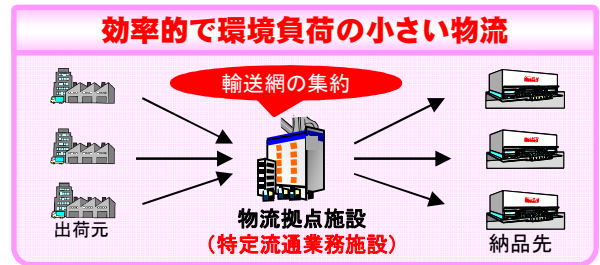 効率的で環境負荷の小さい物流
輸送網の集約
出荷元
物流拠点施設
（特定流通業務施設）
納品先